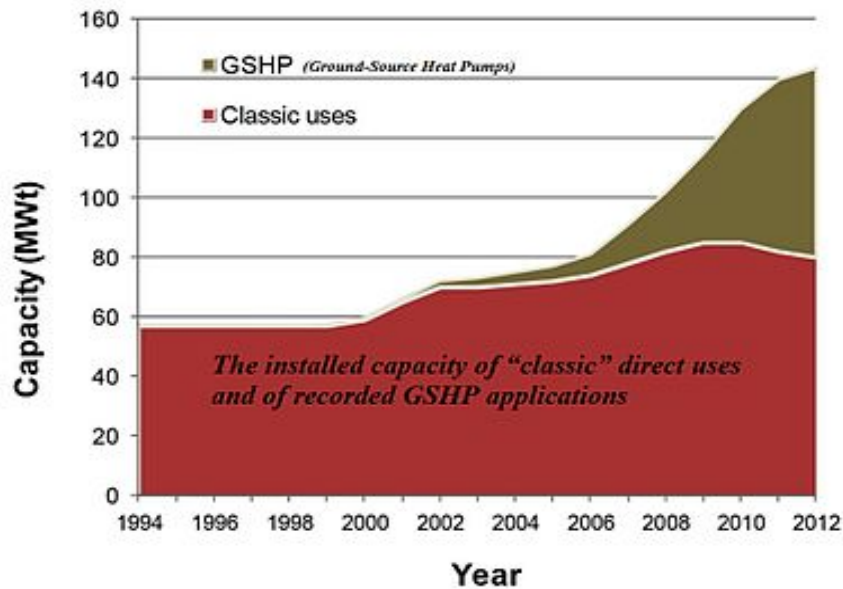 160
140
120
100
80
60
40
20
0
Capacity (MWt)
GSHP (Ground-Source Heat Pumps)
Classic uses
The installed capacity of “classic” direct uses
and of recorded GSHP applications
1994 1996 1998 2000 2002 2004 2006 2008 2010 2012
Year